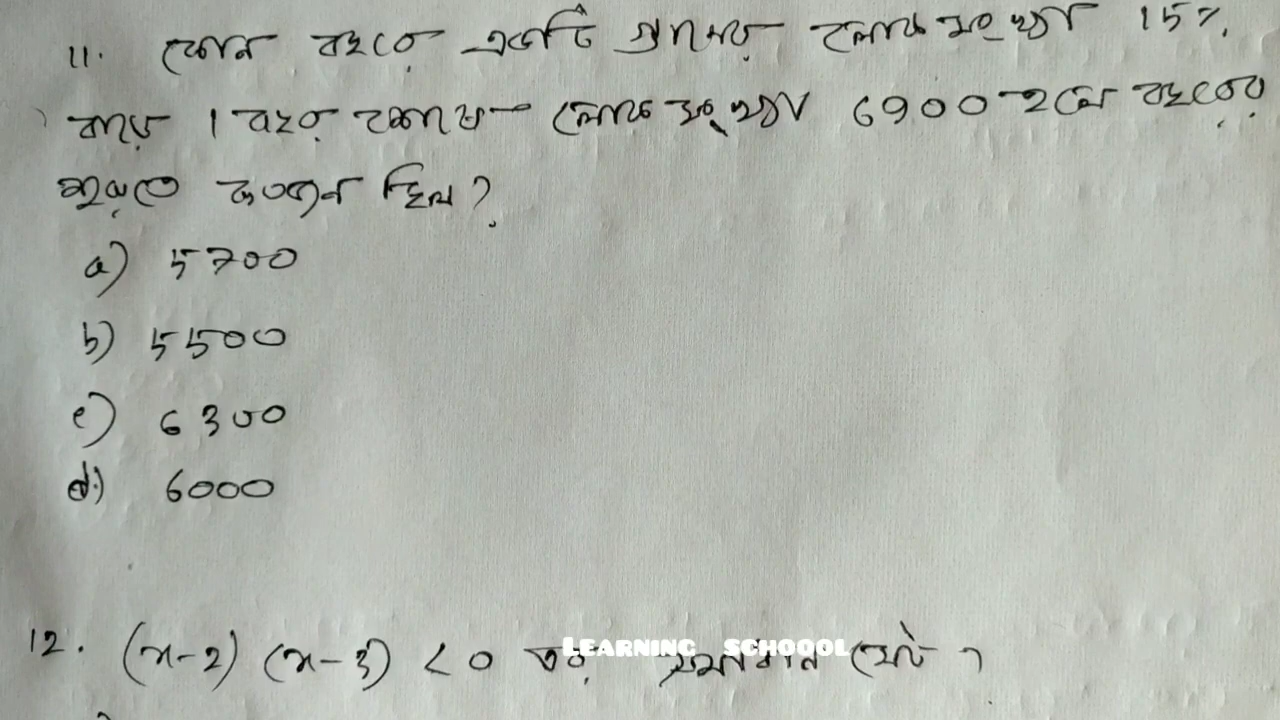 11. কোন বছরে একটি গ্রামের লোকসংখ্যা 15%
বাড়ে । বছর শেষে লোকসংখ্যা 6900 হলে বছরের
শুরুতে কতজন ছিল ?
a) 5700
b) 5500
c) 6300
d) 6000
12. (x-2) (x-3) < 0 এর সমাধান সেট ?
LEARNING SCHOOOL